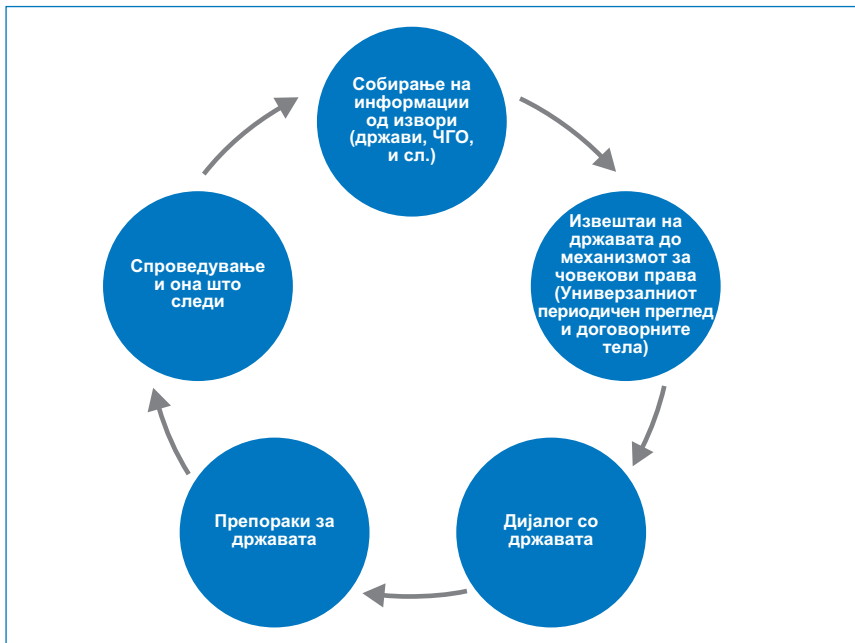 Собирање на
информации
од извори
(држави, ЧГО,
и сл.)
Извештаи на
државата до
механизмот за
човекови права
(Универзалниот
периодичен преглед
и договорните
тела)
Дијалог со
државата
Препораки за
државата
Спроведување
и она што
следи